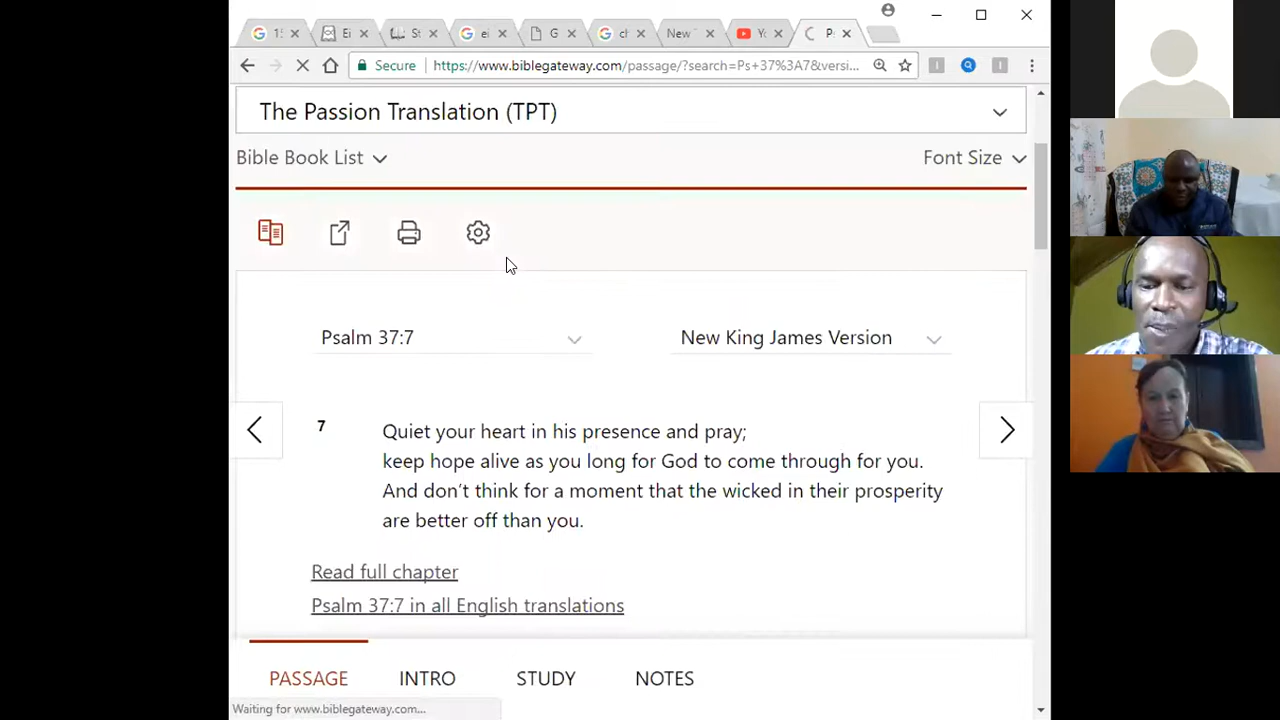 Secure
https://www.biblegateway.com/passage/?search=Ps+37%3A7&versi...
The Passion Translation (TPT)
Bible Book List
Font Size
Psalm 37:7
New King James Version
7
Quiet your heart in his presence and pray;
keep hope alive as you long for God to come through for you.
And don’t think for a moment that the wicked in their prosperity
are better off than you.
Read full chapter
Psalm 37:7 in all English translations
PASSAGE
INTRO
STUDY
NOTES
Waiting for www.biblegateway.com...